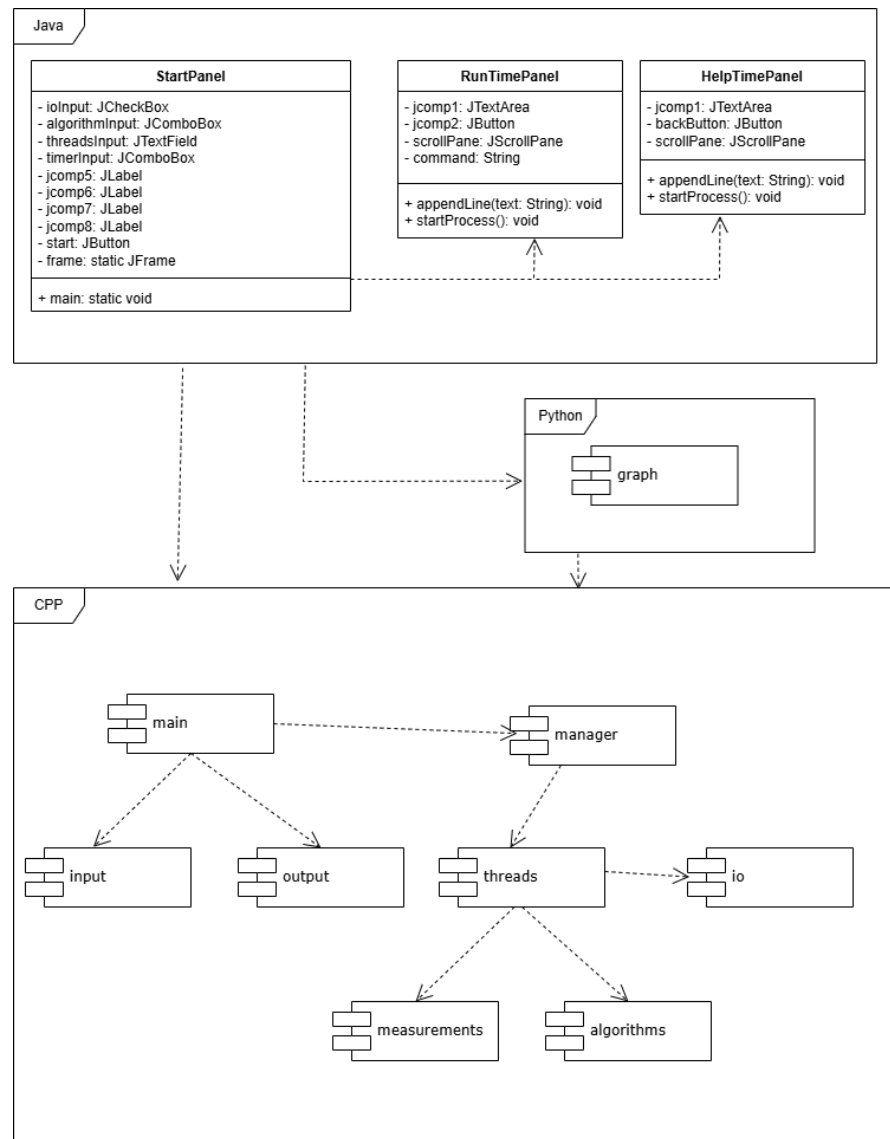 Java
StartPanel
- ioInput: JCheckBox
- algorithmInput: JComboBox
- threadsInput: JTextField
- timerInput: JComboBox
- jcomp5: JLabel
- jcomp6: JLabel
- jcomp7: JLabel
- jcomp8: JLabel
- start: JButton
- frame: static JFrame
+ main: static void
RunTimePanel
- jcomp1: JTextArea
- jcomp2: JButton
- scrollPane: JScrollPane
- command: String
+ appendLine(text: String): void
+ startProcess(): void
HelpTimePanel
- jcomp1: JTextArea
- backButton: JButton
- scrollPane: JScrollPane
+ appendLine(text: String): void
+ startProcess(): void
Python
graph
CPP
main
manager
input
output
threads
io
measurements
algorithms